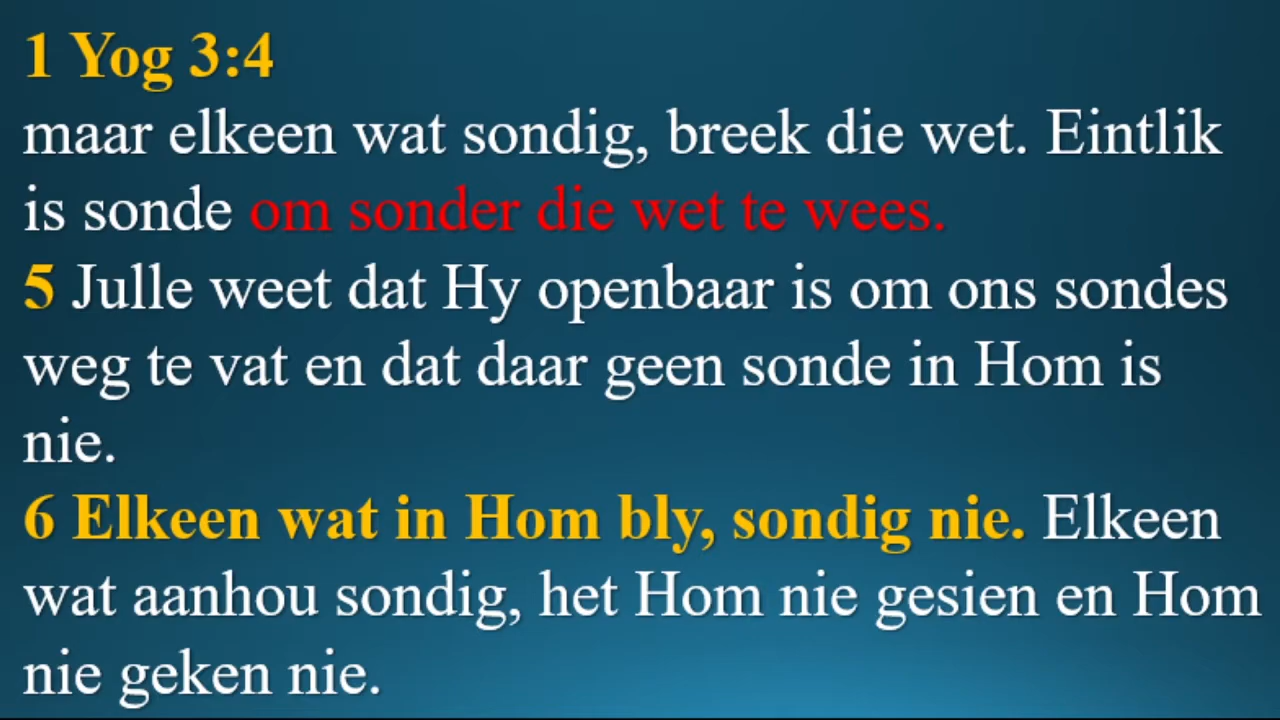 1 Yog 3:4
maar elkeen wat sondig, breek die wet. Eintlik
is sonde om sonder die wet te wees.
5 Julle weet dat Hy openbaar is om ons sondes
weg te vat en dat daar geen sonde in Hom is
nie.
6 Elkeen wat in Hom bly, sondig nie. Elkeen
wat aanhou sondig, het Hom nie gesien en Hom
nie geken nie.